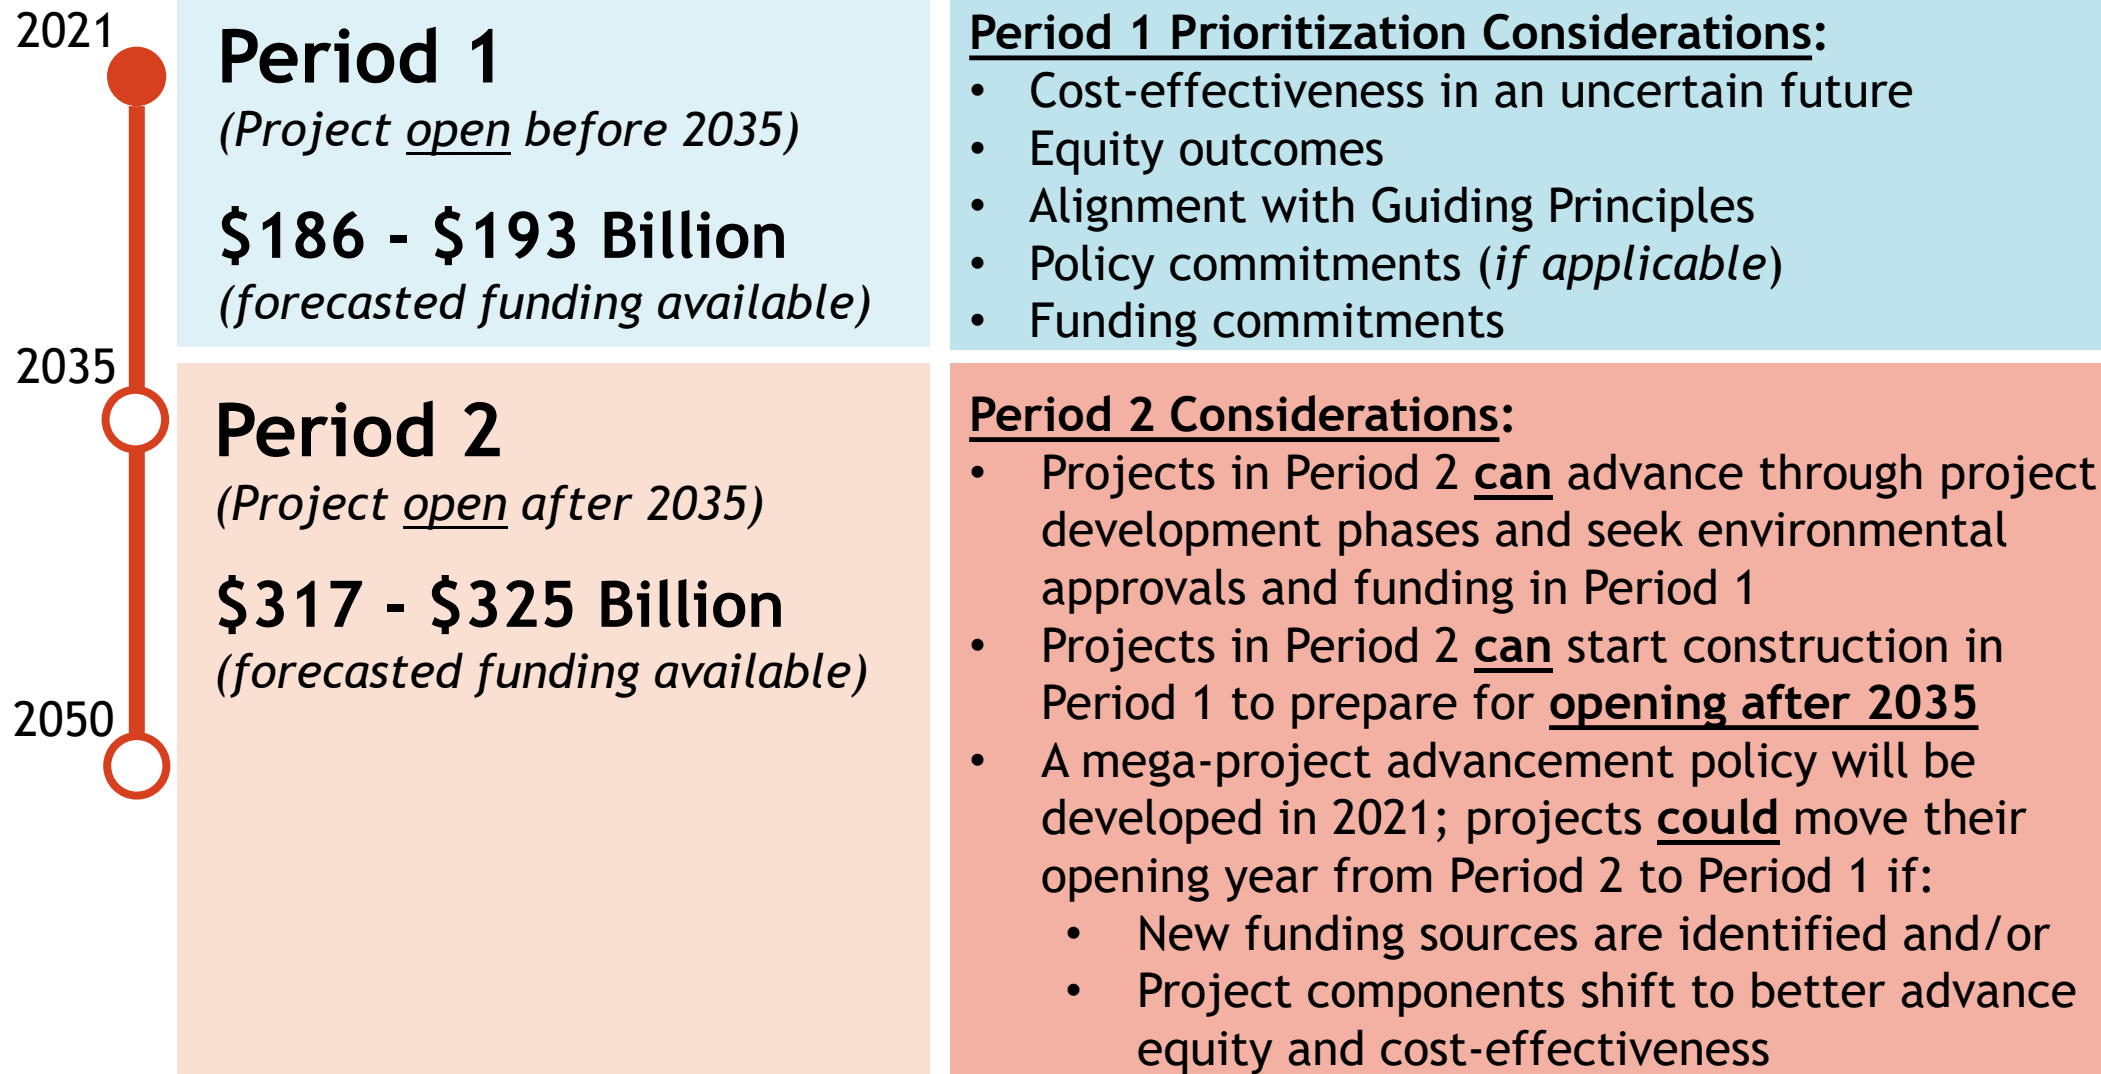 2021
Period 1
(Project open before 2035)
$186 - $193 Billion
(forecasted funding available)
Period 1 Prioritization Considerations:
• Cost-effectiveness in an uncertain future
• Equity outcomes
• Alignment with Guiding Principles
• Policy commitments (if applicable)
• Funding commitments
2035
Period 2
(Project open after 2035)
$317 - $325 Billion
(forecasted funding available)
2050
Period 2 Considerations:
• Projects in Period 2 can advance through project
development phases and seek environmental
approvals and funding in Period 1
• Projects in Period 2 can start construction in
Period 1 to prepare for opening after 2035
• A mega-project advancement policy will be
developed in 2021; projects could move their
opening year from Period 2 to Period 1 if:
• New funding sources are identified and/or
• Project components shift to better advance
equity and cost-effectiveness